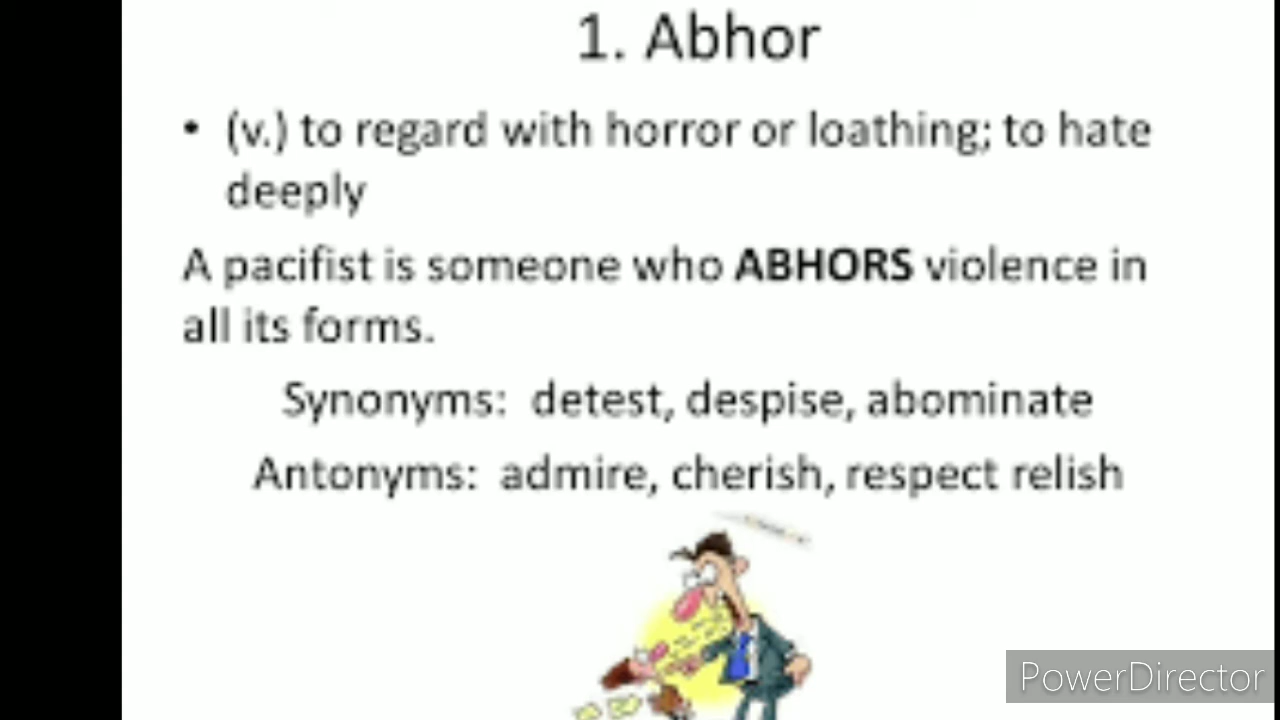 1. Abhor
• (v.) to regard with horror or loathing; to hate
deeply
A pacifist is someone who ABHORS violence in
all its forms.
Synonyms: detest, despise, abominate
Antonyms: admire, cherish, respect relish
PowerDirector